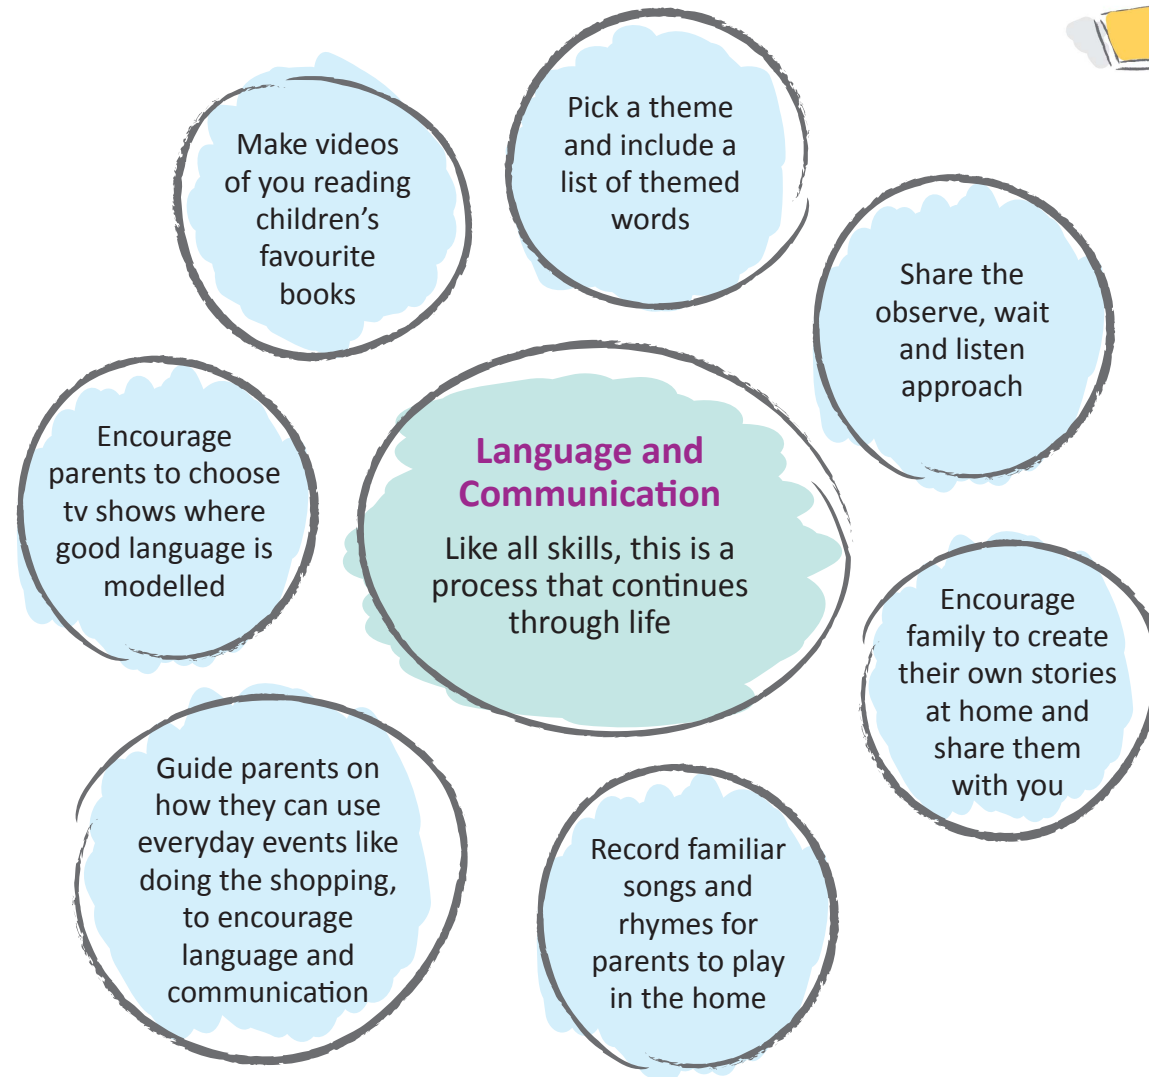 Make videos
of you reading
children’s
favourite
books
Pick a theme
and include a
list of themed
words
Share the
observe, wait
and listen
approach
Encourage
parents to choose
tv shows where
good language is
modelled
Language and
Communication
Like all skills, this is a
process that continues
through life
Encourage
family to create
their own stories
at home and
share them
with you
Guide parents on
how they can use
everyday events like
doing the shopping,
to encourage
language and
communication
Record familiar
songs and
rhymes for
parents to play
in the home